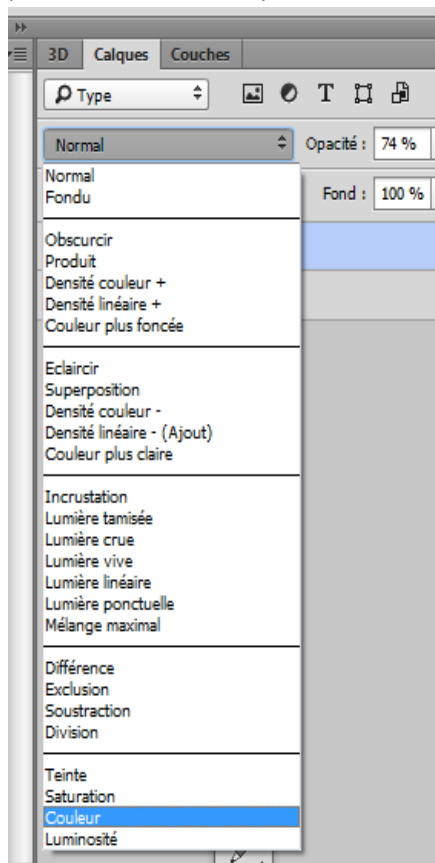 3D Calques Couches
Type T
Normal Opacité : 74 %
Normal
Fondu Fond : 100 %
Obscurcir
Produit
Densité couleur +
Densité linéaire +
Couleur plus foncée
Eclaircir
Superposition
Densité couleur -
Densité linéaire - (Ajout)
Couleur plus claire
Incrustation
Lumière tamisée
Lumière crue
Lumière vive
Lumière linéaire
Lumière ponctuelle
Mélange maximal
Différence
Exclusion
Soustraction
Division
Teinte
Saturation
Couleur
Luminosité